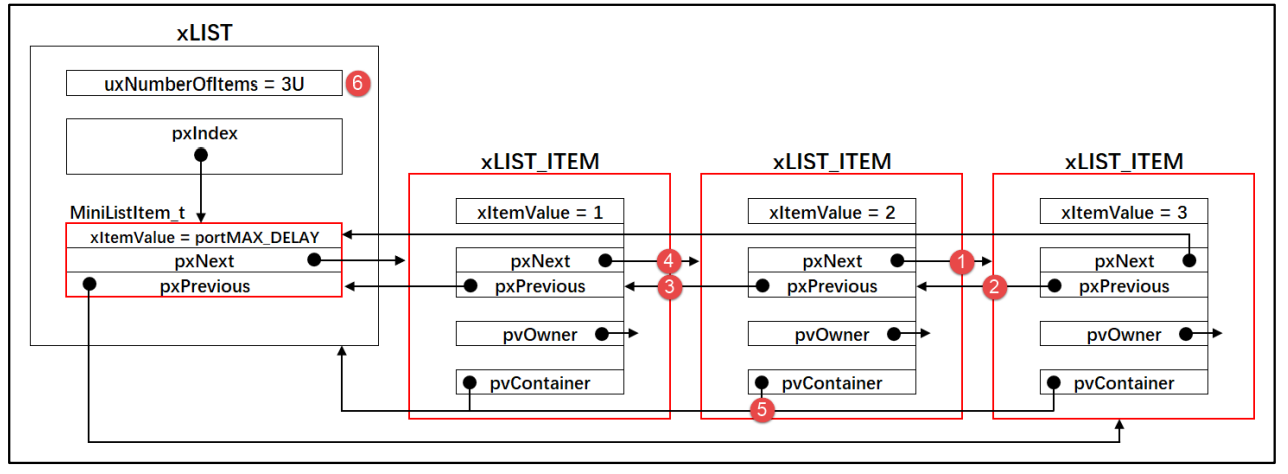 xLIST
uxNumberOfItems = 3U
6
pxIndex
MiniListItem_t
xItemValue = portMAX_DELAY
pxNext
pxPrevious
xLIST_ITEM
xItemValue = 1
pxNext
4
pxPrevious
3
pvOwner
pvContainer
xLIST_ITEM
xItemValue = 2
pxNext
1
pxPrevious
2
pvOwner
pvContainer
5
xLIST_ITEM
xItemValue = 3
pxNext
pxPrevious
pvOwner
pvContainer